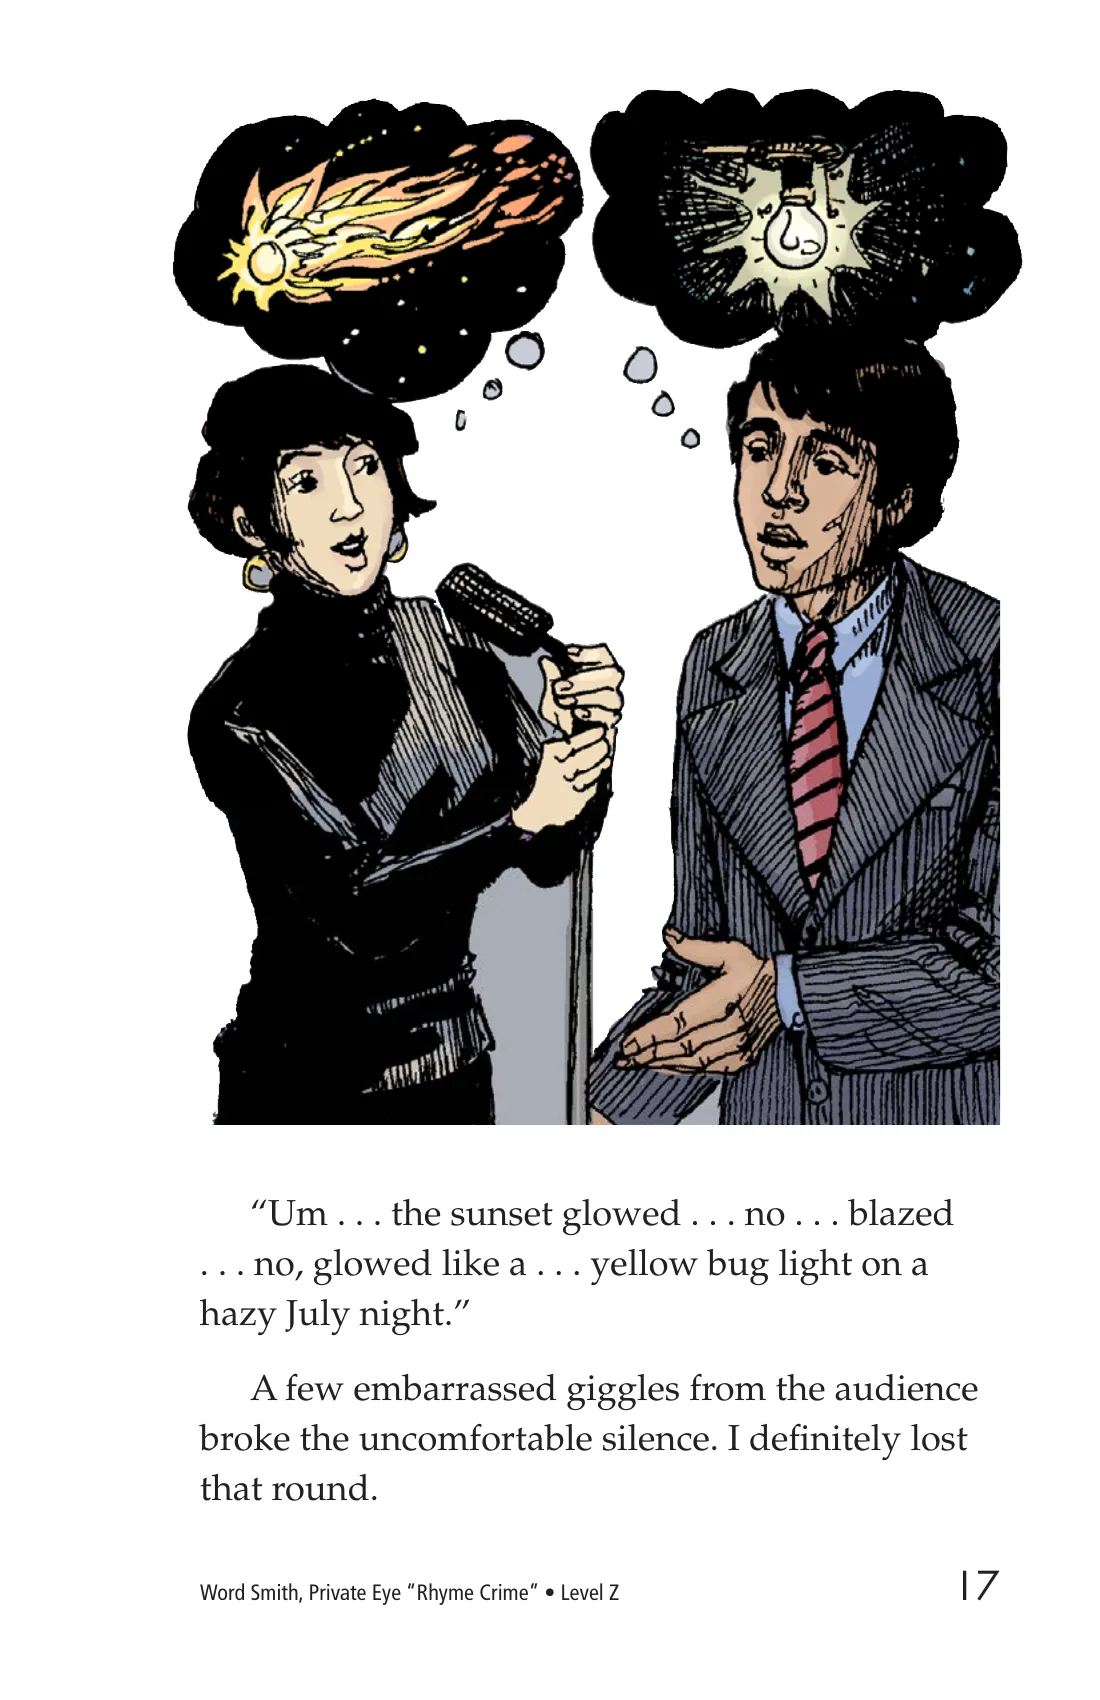 “Um . . . the sunset glowed . . . no . . . blazed
. . . no, glowed like a . . . yellow bug light on a
hazy July night.”
A few embarrassed giggles from the audience
broke the uncomfortable silence. I definitely lost
that round.
Word Smith, Private Eye “Rhyme Crime” • Level Z
17